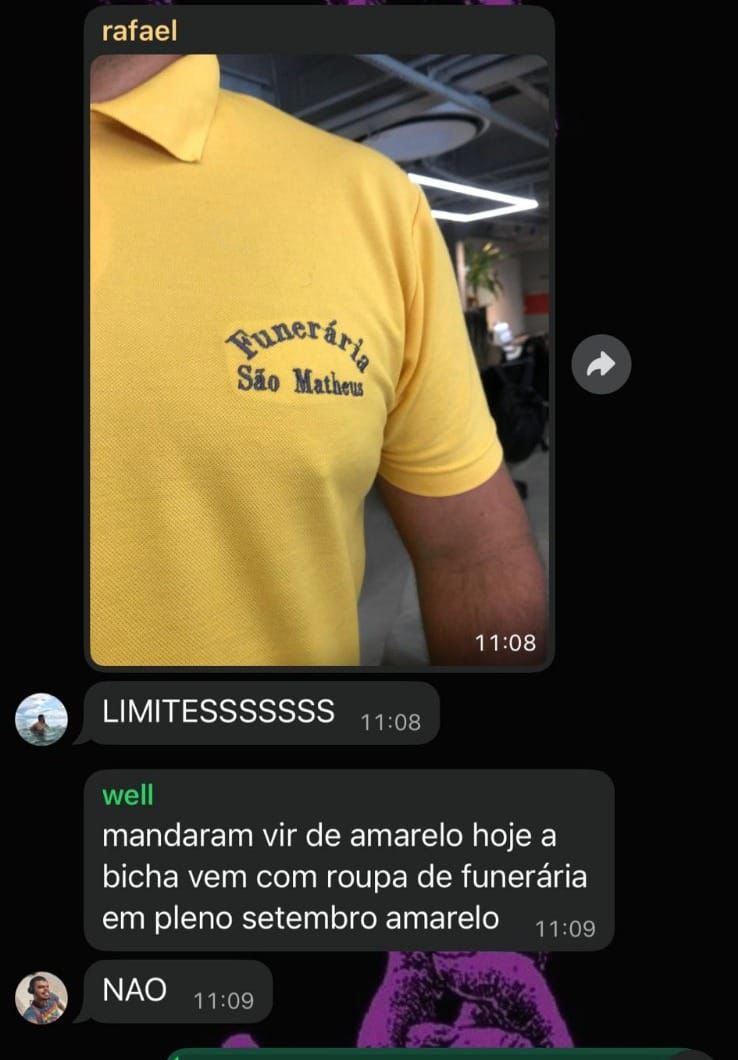 rafael
Funerária
São Matheus
11:08
LIMITESSSSSSS 11:08
well
mandaram vir de amarelo hoje a
bicha vem com roupa de funerária
em pleno setembro amarelo 11:09
NAO 11:09